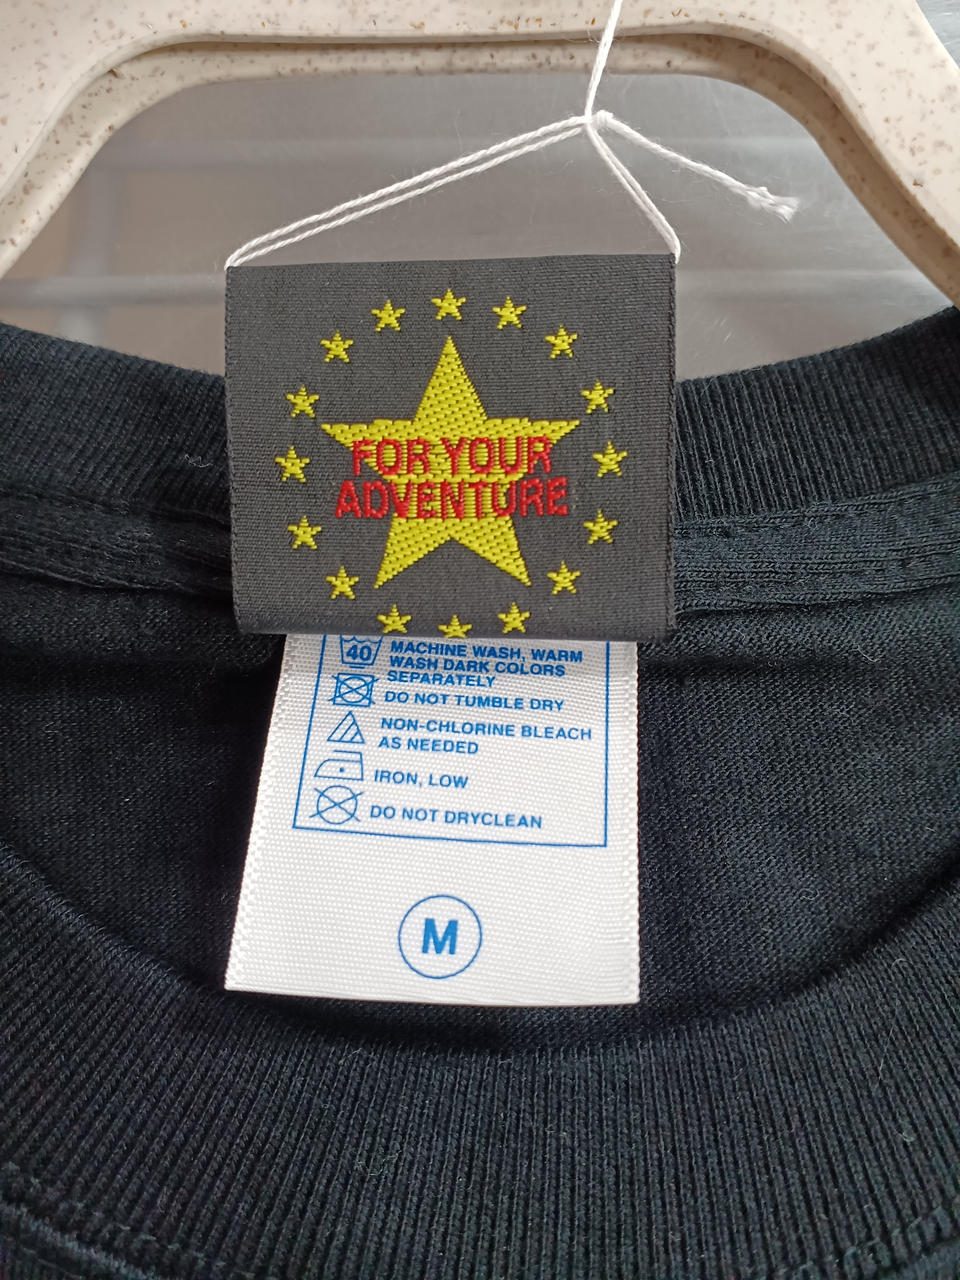 FOR YOUR
ADVENTURE
40 MACHINE WASH, WARM
WASH DARK COLORS
SEPARATELY
DO NOT TUMBLE DRY
NON-CHLORINE BLEACH
AS NEEDED
IRON, LOW
DO NOT DRYCLEAN
M